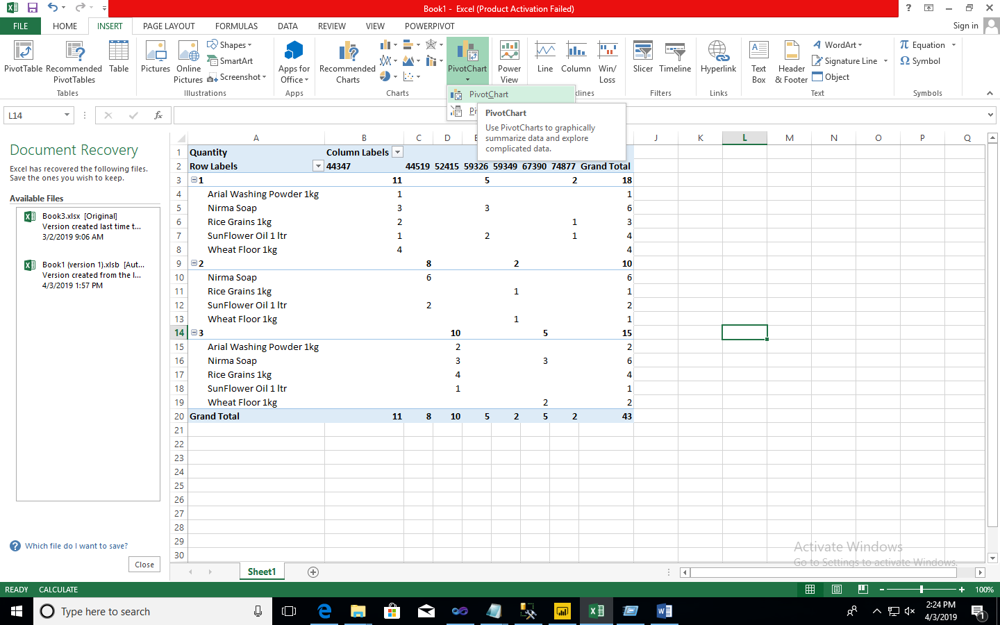 Book1 - Excel (Product Activation Failed)
FILE HOME INSERT PAGE LAYOUT FORMULAS DATA REVIEW VIEW POWERPIVOT Sign in
PivotTable Recommended PivotTables Table
Tables
Pictures Online Pictures Shapes SmartArt Screenshot
Illustrations
Apps for Office
Apps
Recommended Charts
Charts
PivotChart
Power View
Line Column Win/ Loss
klines
Slicer Timeline
Filters
Hyperlink
Links
Text Box Header & Footer WordArt Signature Line Object
Text
Equation Symbol
Symbols
PivotChart
Pi
PivotChart
Use PivotCharts to graphically
summarize data and explore
complicated data.
L14 fx
Document Recovery
Excel has recovered the following files.
Save the ones you wish to keep.
Available Files
Book3.xlsx [Original]
Version created last time t...
3/2/2019 9:06 AM
Book1 (version 1).xlsb [Aut...
Version created from the l...
4/3/2019 1:57 PM
Which file do I want to save?
Close
A B C D E J K L M N O P Q
1 Quantity Column Labels
2 Row Labels 44347 44519 52415 59326 59349 67390 74877 Grand Total
3 1 11 5 2 18
4 Arial Washing Powder 1kg 1 1
5 Nirma Soap 3 3 6
6 Rice Grains 1kg 2 1 3
7 SunFlower Oil 1 ltr 1 2 1 4
8 Wheat Floor 1kg 4 4
9 2 8 2 10
10 Nirma Soap 6 6
11 Rice Grains 1kg 1 1
12 SunFlower Oil 1 ltr 2 2
13 Wheat Floor 1kg 1 1
14 3 10 5 15
15 Arial Washing Powder 1kg 2 2
16 Nirma Soap 3 3 6
17 Rice Grains 1kg 4 4
18 SunFlower Oil 1 ltr 1 1
19 Wheat Floor 1kg 2 2
20 Grand Total 11 8 10 5 2 5 2 43
21
22
23
24
25
26
27
28
29
30
Activate Windows
Go to Settings to activate Windows.
Sheet1
READY CALCULATE 100%
Type here to search
2:24 PM
4/3/2019
1